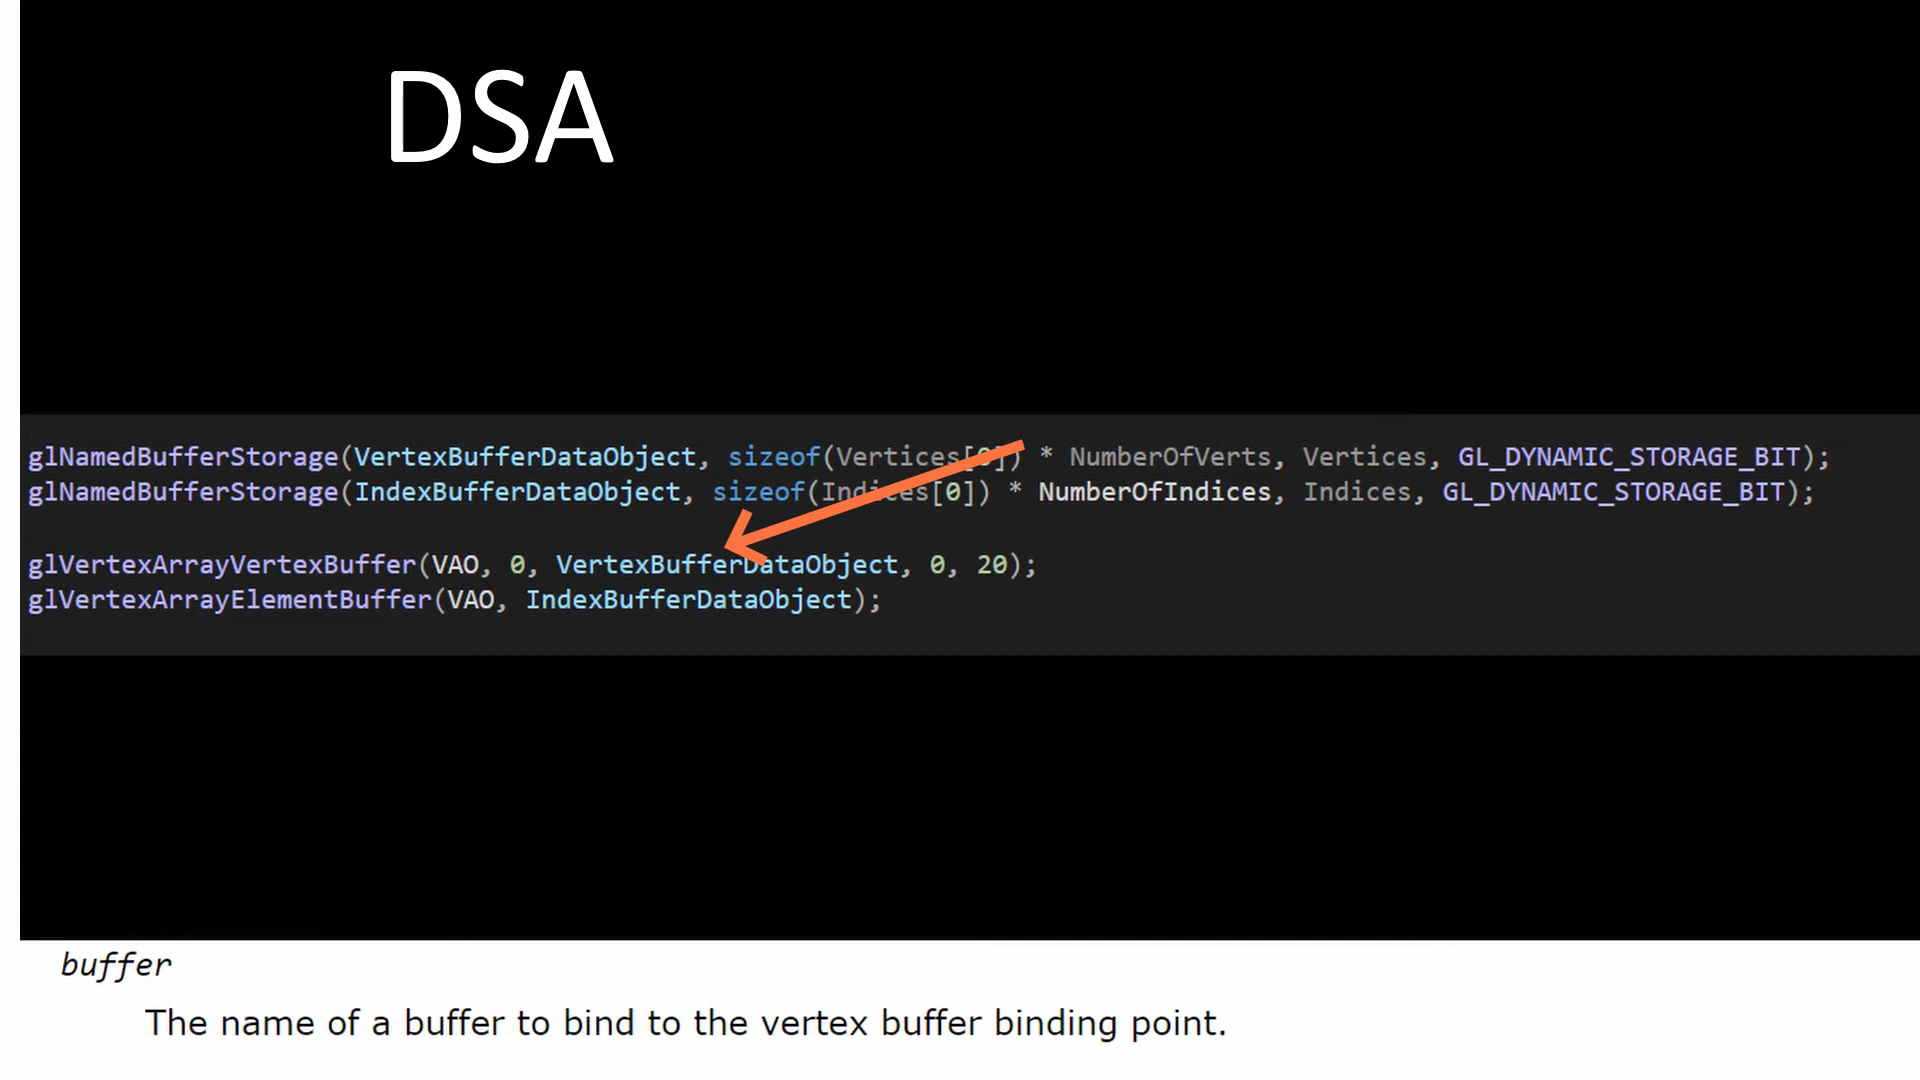 DSA
glNamedBufferStorage(VertexBufferDataObject, sizeof(Vertices[0]) * NumberOfVerts, Vertices, GL_DYNAMIC_STORAGE_BIT);
glNamedBufferStorage(IndexBufferDataObject, sizeof(Indices[0]) * NumberOfIndices, Indices, GL_DYNAMIC_STORAGE_BIT);
glVertexArrayVertexBuffer(VAO, 0, VertexBufferDataObject, 0, 20);
glVertexArrayElementBuffer(VAO, IndexBufferDataObject);
buffer
The name of a buffer to bind to the vertex buffer binding point.